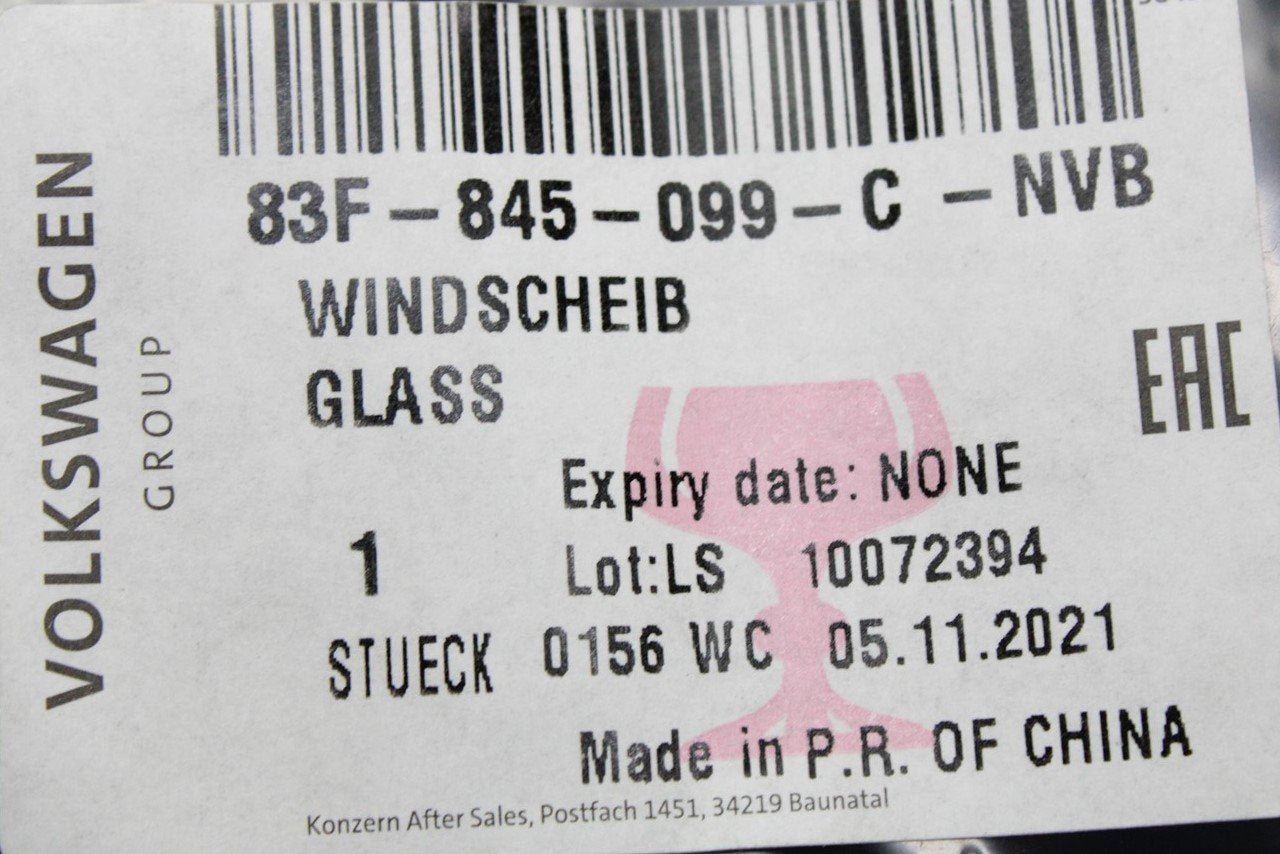 83F-845-099-C-NVB
WINDSCHEIB
GLASS
EAC
Expiry date: NONE
1 Lot:LS 10072394
STUECK 0156 WC 05.11.2021
Made in P.R. OF CHINA
Konzern After Sales, Postfach 1451, 34219 Baunatal
VOLKSWAGEN
GROUP